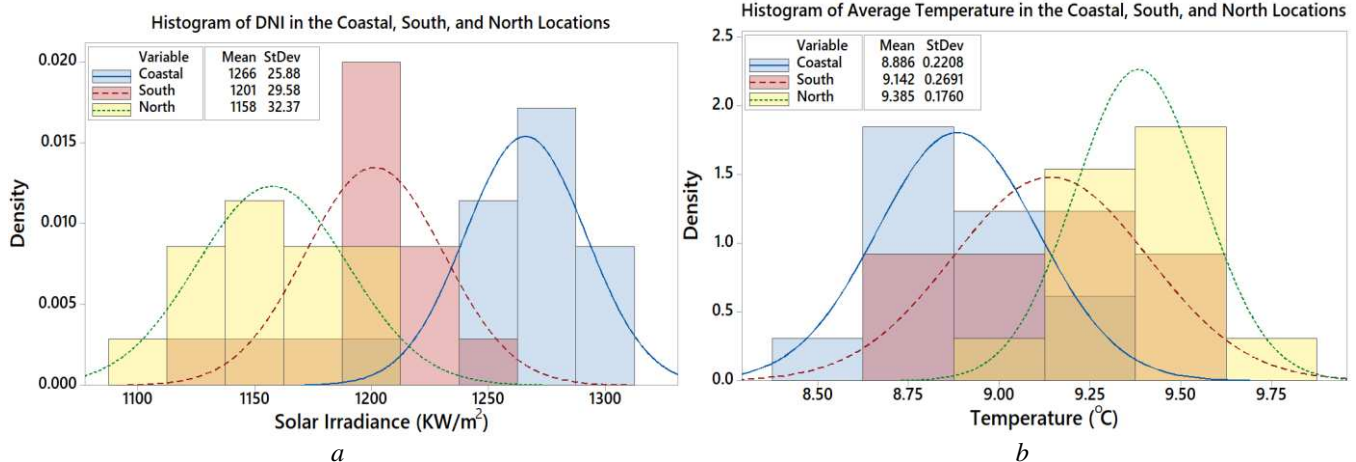 Histogram of DNI in the Coastal, South, and North Locations
Variable Mean StDev
Coastal 1266 25.88
South 1201 29.58
North 1158 32.37
0.020
0.015
0.010
0.005
0.000
Density
1100 1150 1200 1250 1300
Solar Irradiance (KW/m²)
a
Histogram of Average Temperature in the Coastal, South, and North Locations
Variable Mean StDev
Coastal 8.886 0.2208
South 9.142 0.2691
North 9.385 0.1760
2.5
2.0
1.5
1.0
0.5
0.0
Density
8.50 8.75 9.00 9.25 9.50 9.75
Temperature (°C)
b